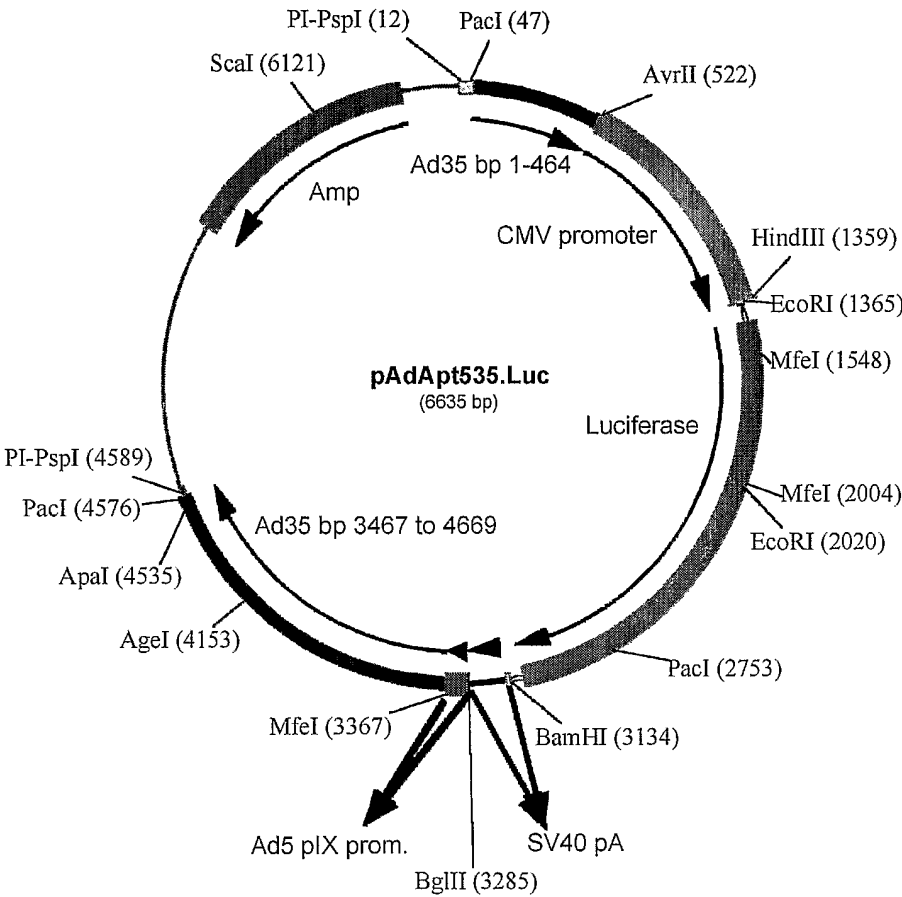 PI-PspI (12)
PacI (47)
ScaI (6121)
AvrII (522)
Ad35 bp 1-464
Amp
CMV promoter
HindIII (1359)
EcoRI (1365)
MfeI (1548)
pAdApt535.Luc
(6635 bp)
Luciferase
PI-PspI (4589)
PacI (4576)
MfeI (2004)
Ad35 bp 3467 to 4669
EcoRI (2020)
ApaI (4535)
AgeI (4153)
PacI (2753)
MfeI (3367)
BamHI (3134)
Ad5 pIX prom.
SV40 pA
BglII (3285)